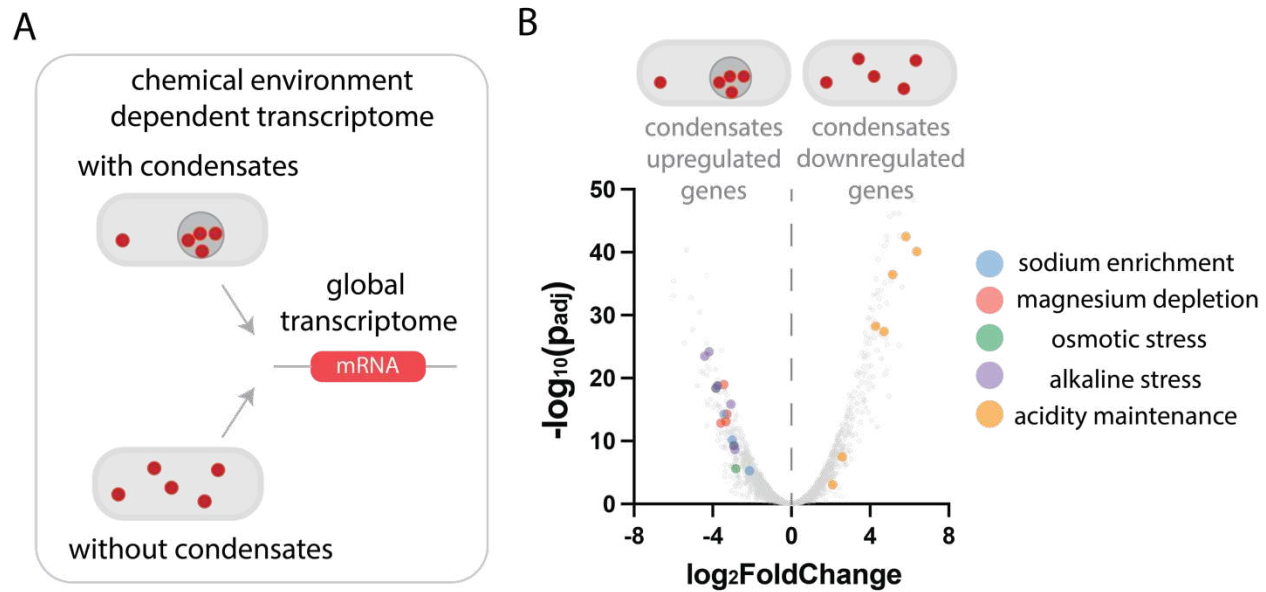 A
chemical environment
dependent transcriptome
with condensates
global
transcriptome
mRNA
without condensates
B
condensates
upregulated
genes
condensates
downregulated
genes
50
40
30
20
10
0
-log10(padj)
-8
-4
0
4
8
log2FoldChange
sodium enrichment
magnesium depletion
osmotic stress
alkaline stress
acidity maintenance